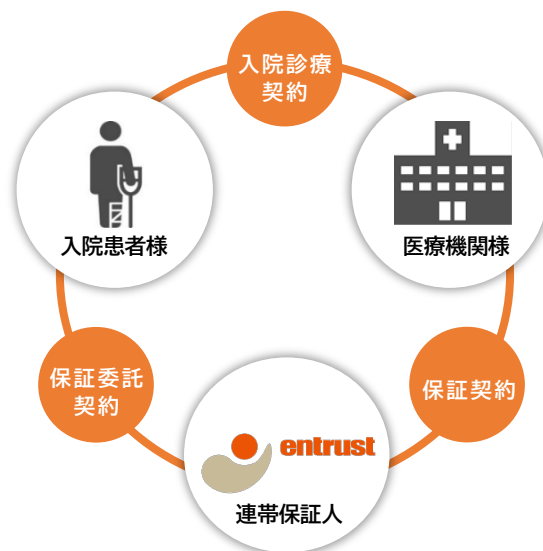 入院診療
契約
入院患者様
医療機関様
保証委託
契約
保証契約
entrust
連帯保証人